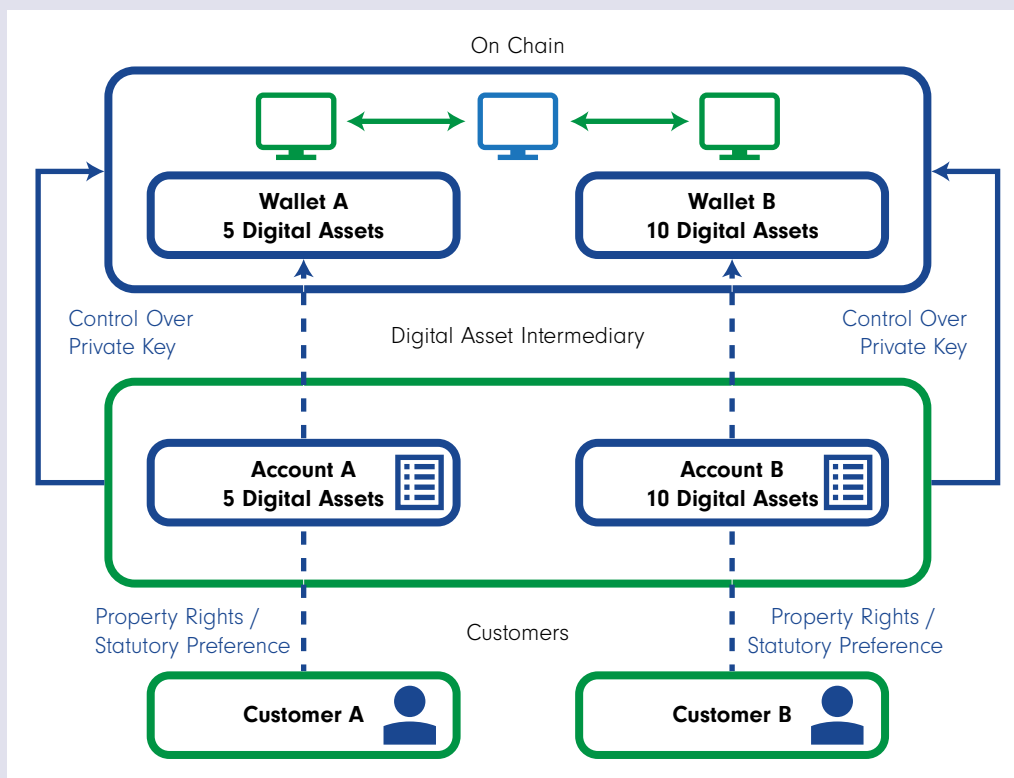 On Chain
Wallet A
5 Digital Assets
Wallet B
10 Digital Assets
Control Over
Private Key
Digital Asset Intermediary
Control Over
Private Key
Account A
5 Digital Assets
Account B
10 Digital Assets
Property Rights /
Statutory Preference
Customers
Property Rights /
Statutory Preference
Customer A
Customer B